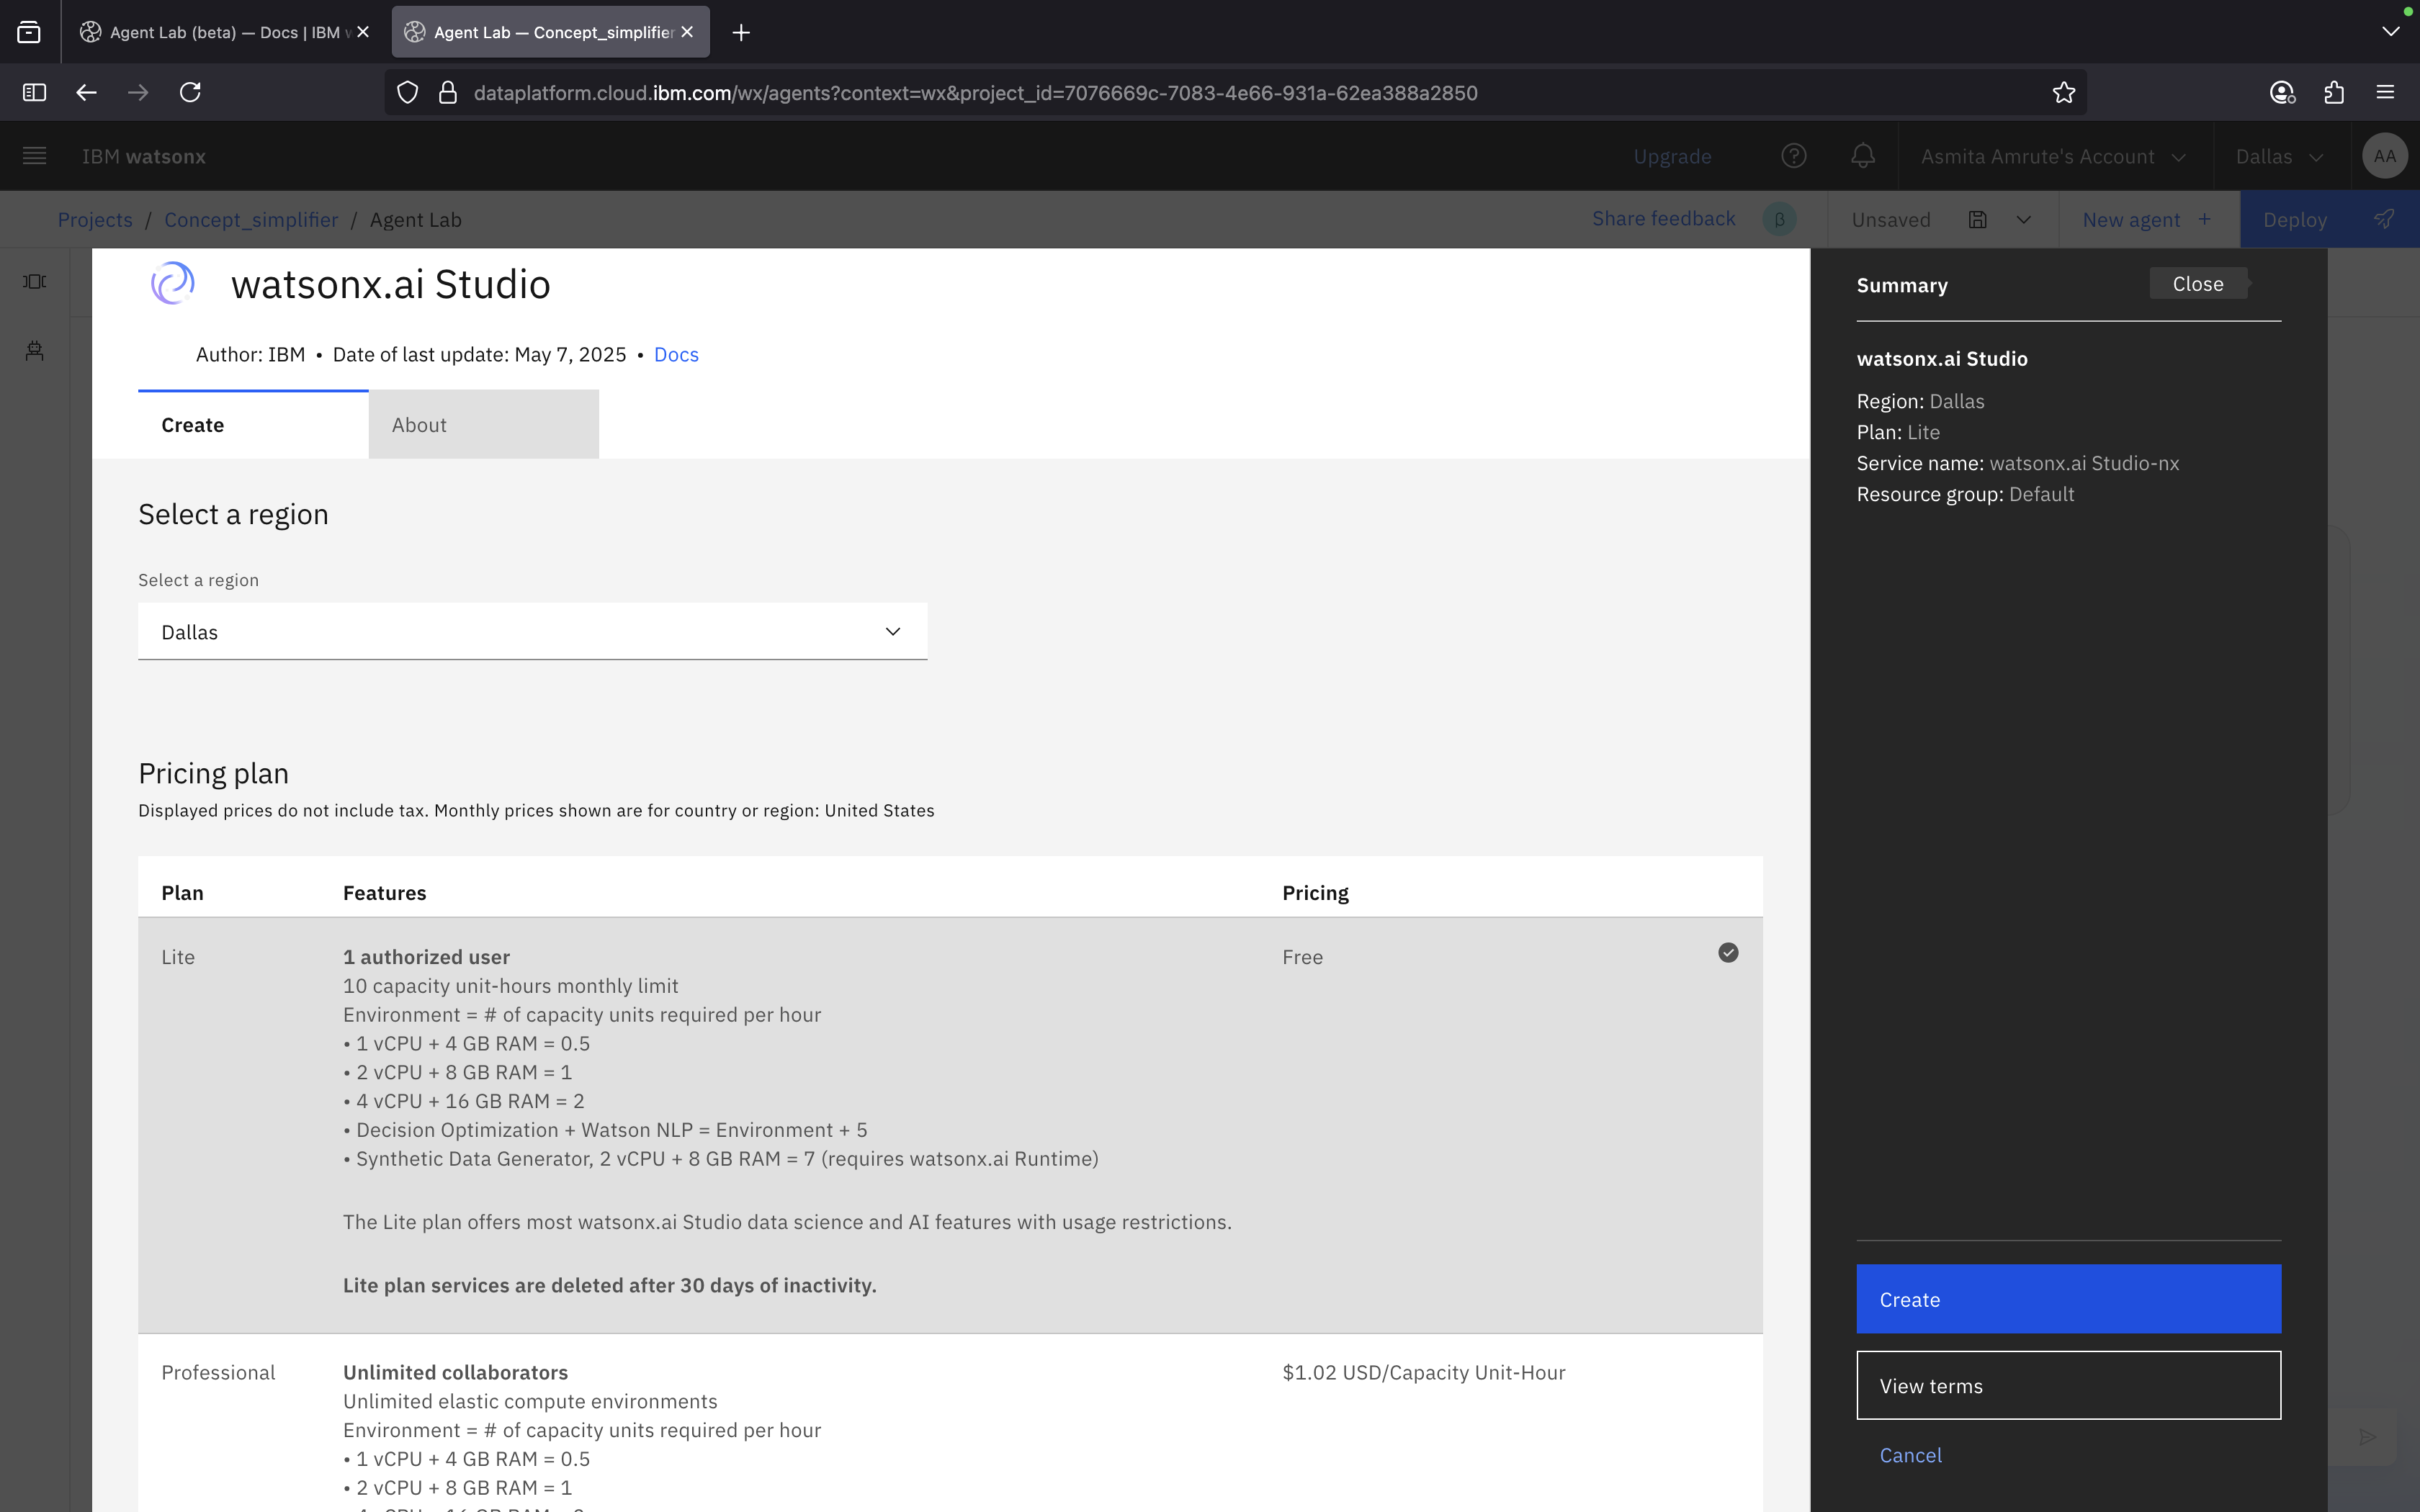 Agent Lab (beta) — Docs | IBM w
Agent Lab — Concept_simplifier
dataplatform.cloud.ibm.com/wx/agents?context=wx&project_id=7076669c-7083-4e66-931a-62ea388a2850
IBM watsonx
Upgrade
Asmita Amrute's Account
Dallas
AA
Projects / Concept_simplifier / Agent Lab
Share feedback
β
Unsaved
New agent +
Deploy
watsonx.ai Studio
Author: IBM • Date of last update: May 7, 2025 • Docs
Create
About
Select a region
Select a region
Dallas
Pricing plan
Displayed prices do not include tax. Monthly prices shown are for country or region: United States
Plan Features Pricing
Lite
1 authorized user
Free
10 capacity unit-hours monthly limit
Environment = # of capacity units required per hour
• 1 vCPU + 4 GB RAM = 0.5
• 2 vCPU + 8 GB RAM = 1
• 4 vCPU + 16 GB RAM = 2
• Decision Optimization + Watson NLP = Environment + 5
• Synthetic Data Generator, 2 vCPU + 8 GB RAM = 7 (requires watsonx.ai Runtime)
The Lite plan offers most watsonx.ai Studio data science and AI features with usage restrictions.
Lite plan services are deleted after 30 days of inactivity.
Professional
Unlimited collaborators
$1.02 USD/Capacity Unit-Hour
Unlimited elastic compute environments
Environment = # of capacity units required per hour
• 1 vCPU + 4 GB RAM = 0.5
• 2 vCPU + 8 GB RAM = 1
Summary
Close
watsonx.ai Studio
Region: Dallas
Plan: Lite
Service name: watsonx.ai Studio-nx
Resource group: Default
Create
View terms
Cancel